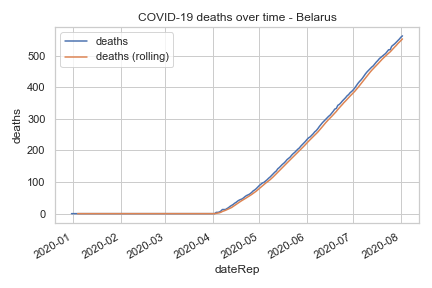 COVID-19 deaths over time - Belarus
deaths
deaths (rolling)
deaths
500
400
300
200
100
0
2020-01
2020-02
2020-03
2020-04
2020-05
2020-06
2020-07
2020-08
dateRep